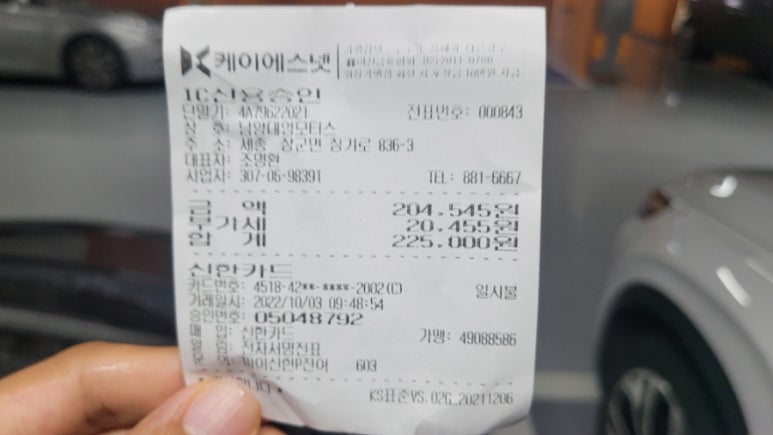 케이에스넷
IC신용승인
단말기: 4A79622021 전표번호: 000843
상 호: 남양대영모터스
주 소: 세종 장군면 장기로 836-3
대표자: 조명환
사업자: 307-06-98391 TEL: 881-6667
금 액 204,545원
부가세 20,455원
합 계 225,000원
신한카드
카드번호: 4518-42**-****-2002(C) 일시불
거래일시: 2022/10/03 09:48:54
승인번호: 05048792
매 입: 신한카드 가맹: 49088586
전자서명전표
603
KS표준VS.02G_20211206